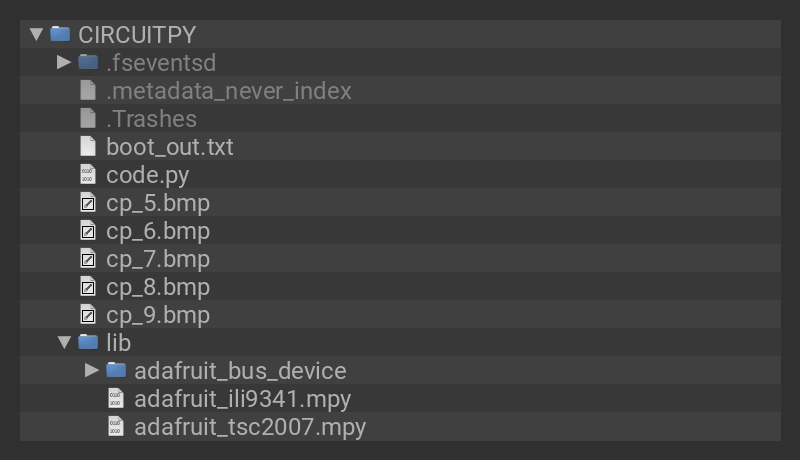 CIRCUITPY
.fseventsd
.metadata_never_index
.Trashes
boot_out.txt
code.py
cp_5.bmp
cp_6.bmp
cp_7.bmp
cp_8.bmp
cp_9.bmp
lib
adafruit_bus_device
adafruit_ili9341.mpy
adafruit_tsc2007.mpy